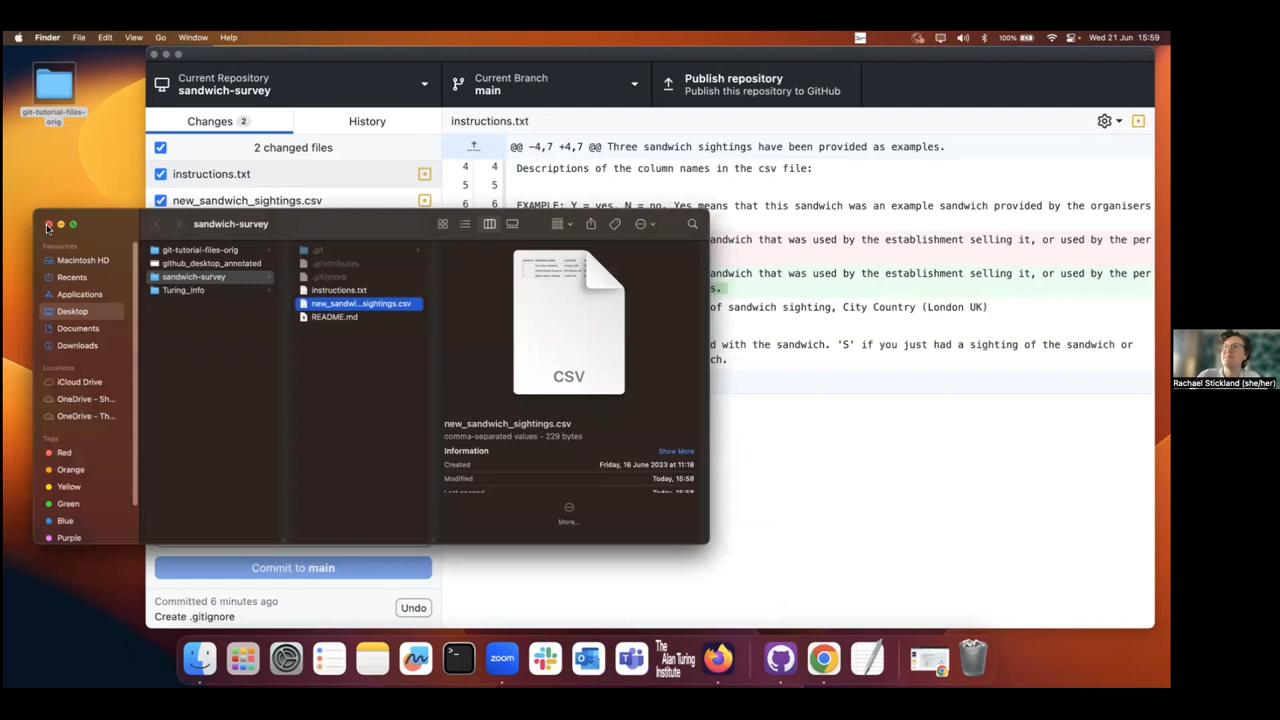 Finder File Edit View Go Window Help
100%
Wed 21 Jun 15:59
git-tutorial-files-
orig
Current Repository
sandwich-survey
Current Branch
main
Publish repository
Publish this repository to GitHub
Changes 2
History
instructions.txt
2 changed files
instructions.txt
new_sandwich_sightings.csv
@@ -4,7 +4,7 @@ Three sandwich sightings have been provided as examples.
4 4 Descriptions of the column names in the csv file:
5 5
6 6 EXAMPLE: Y = yes, N = no. Yes means that this sandwich was an example sandwich provided by the organisers
sandwich that was used by the establishment selling it, or used by the per
sandwich that was used by the establishment selling it, or used by the per
s.
of sandwich sighting, City Country (London UK)
d with the sandwich. 'S' if you just had a sighting of the sandwich or
ch.
sandwich-survey
Favourites
Macintosh HD
Recents
Applications
Desktop
Documents
Downloads
Locations
iCloud Drive
OneDrive – Sh...
OneDrive – Th...
Tags
Red
Orange
Yellow
Green
Blue
Purple
git-tutorial-files-orig
github_desktop_annotated
sandwich-survey
Turing_Info
.git
.gitattributes
.gitignore
instructions.txt
new_sandwi...sightings.csv
README.md
CSV
new_sandwich_sightings.csv
comma-separated values - 229 bytes
Information
Show More
Created
Friday, 16 June 2023 at 11:18
Modified
Today, 15:58
Last opened
Today, 15:58
More...
Commit to main
Committed 6 minutes ago
Create .gitignore
Undo
zoom
The
Alan Turing
Institute
Rachael Stickland (she/her)